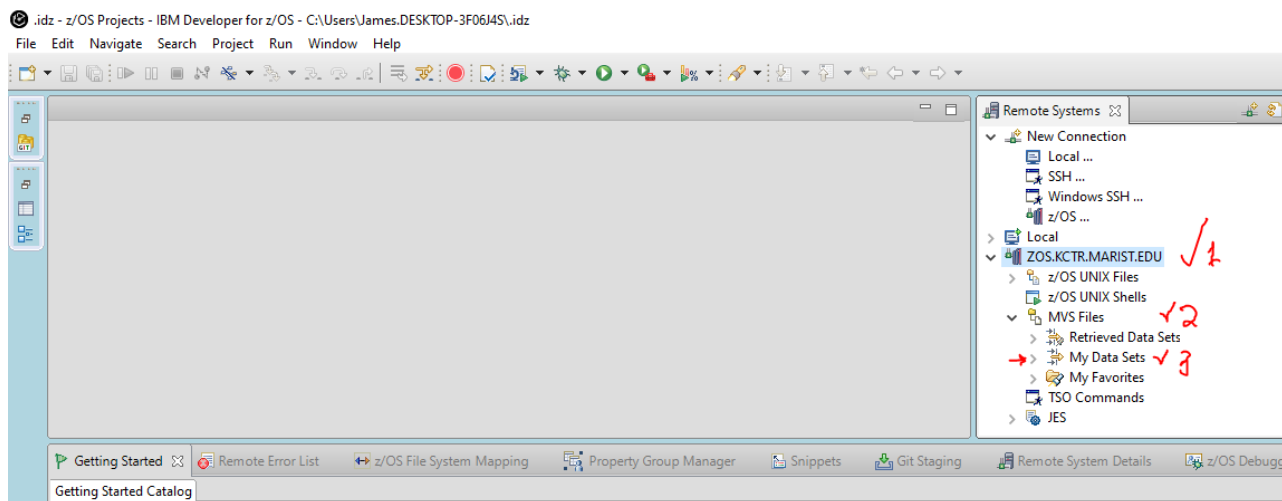 .idz - z/OS Projects - IBM Developer for z/OS - C:\Users\James.DESKTOP-3F06J4S\.idz
File Edit Navigate Search Project Run Window Help
GIT
Remote Systems
New Connection
Local ...
SSH ...
Windows SSH ...
z/OS ...
Local
ZOS.KCTR.MARIST.EDU 1
z/OS UNIX Files
z/OS UNIX Shells
MVS Files 2
Retrieved Data Sets
My Data Sets 3
My Favorites
TSO Commands
JES
Getting Started Remote Error List z/OS File System Mapping Property Group Manager Snippets Git Staging Remote System Details z/OS Debugg
Getting Started Catalog